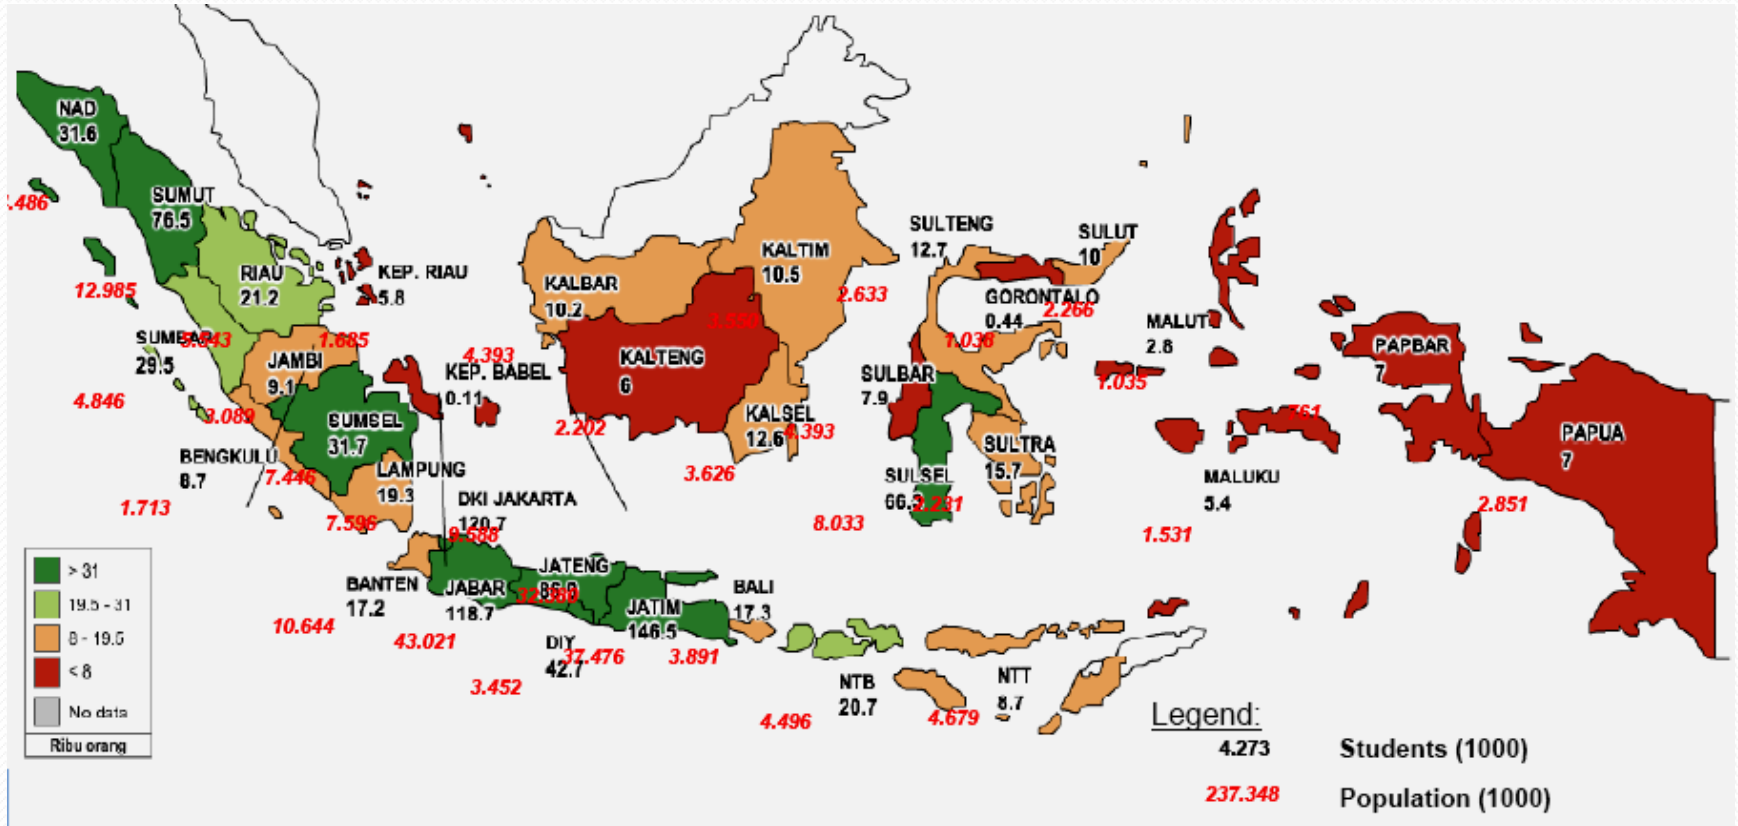 NAD
31.6
.486
SUMUT
76.5
12.985
RIAU
21.2
KEP. RIAU
5.8
SUMBA
29.5
1.685
4.846
JAMBI
9.1
3.089
KEP. BABEL
0.11
4.393
SUMSEL
31.7
7.446
BENGKULU
8.7
1.713
LAMPUNG
19.3
7.596
DKI JAKARTA
120.7
9.588
BANTEN
17.2
10.644
JABAR
118.7
43.021
JATENG
DIY
42.7
3.452
JATIM
146.5
37.476
BALI
17.3
3.891
NTB
20.7
4.496
NTT
8.7
4.679
KALBAR
10.2
4.393
KALTENG
6
2.202
KALSEL
12.6
3.626
KALTIM
10.5
SULTENG
12.7
2.633
SULUT
10
2.266
GORONTALO
0.44
1.038
SULBAR
7.9
SULSEL
8.033
SULTRA
15.7
MALUT
2.8
1.035
MALUKU
5.4
1.531
PAPBAR
7
PAPUA
7
2.851
> 31
19.5 - 31
8 - 19.5
< 8
No data
Ribu orang
Legend:
4.273 Students (1000)
237.348 Population (1000)